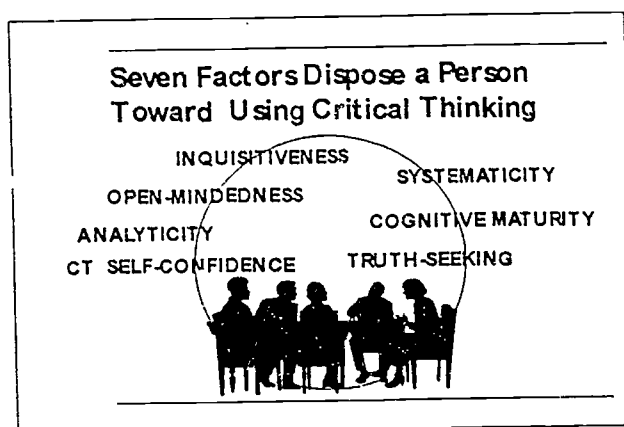 Seven Factors Dispose a Person
Toward Using Critical Thinking
INQUISITIVENESS
SYSTEMATICITY
OPEN-MINDEDNESS
COGNITIVE MATURITY
ANALYTICITY
CT SELF-CONFIDENCE
TRUTH-SEEKING